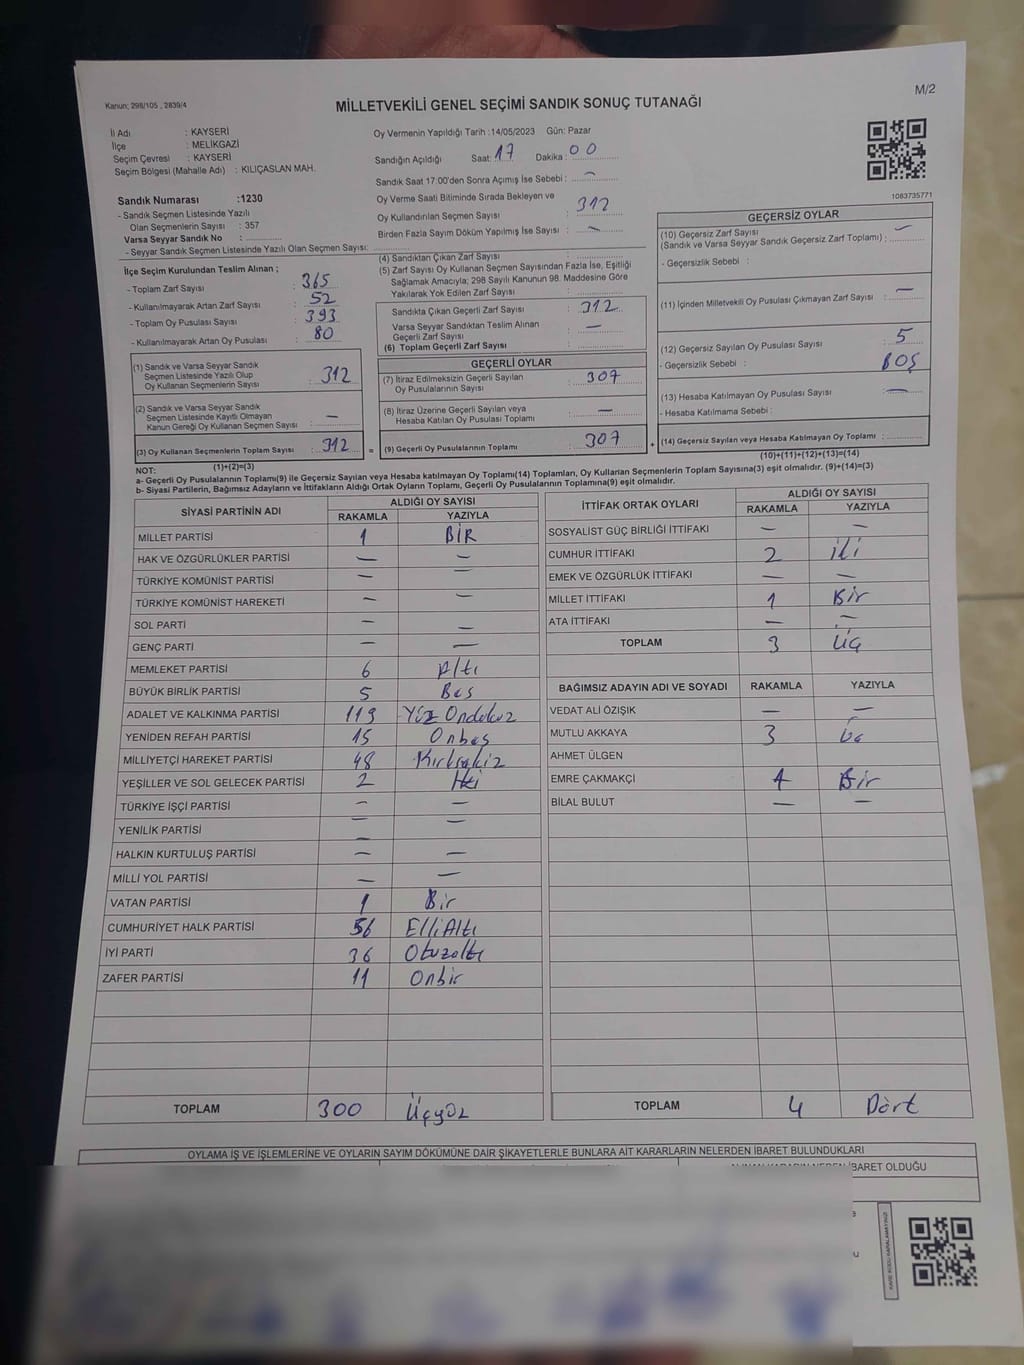 M/2
Kanun; 298/105 , 2839/4
MİLLETVEKİLİ GENEL SEÇİMİ SANDIK SONUÇ TUTANAĞI
İl Adı : KAYSERİ
İlçe : MELİKGAZİ
Seçim Çevresi : KAYSERİ
Seçim Bölgesi (Mahalle Adı) : KILIÇASLAN MAH.
Sandık Numarası :1230
- Sandık Seçmen Listesinde Yazılı
Olan Seçmenlerin Sayısı : 357
Varsa Seyyar Sandık No :
- Seyyar Sandık Seçmen Listesinde Yazılı Olan Seçmen Sayısı:
Oy Vermenin Yapıldığı Tarih :14/05/2023 Gün: Pazar
Sandığın Açıldığı Saat: 17 Dakika : 00
Sandık Saat 17:00'den Sonra Açımış İse Sebebi : —
Oy Verme Saati Bitiminde Sırada Bekleyen ve
Oy Kullandırılan Seçmen Sayısı : 312
Birden Fazla Sayım Döküm Yapılmış İse Sayısı : —
1083735771
İlçe Seçim Kurulundan Teslim Alınan ;
- Toplam Zarf Sayısı : 365
- Kullanılmayarak Artan Zarf Sayısı : 52
- Toplam Oy Pusulası Sayısı : 393
- Kullanılmayarak Artan Oy Pusulası : 80
(1) Sandık ve Varsa Seyyar Sandık
Seçmen Listesinde Yazılı Olup
Oy Kullanan Seçmenlerin Sayısı : 312
(2) Sandık ve Varsa Seyyar Sandık
Seçmen Listesinde Kayıtlı Olmayan
Kanun Gereği Oy Kullanan Seçmen Sayısı : —
(3) Oy Kullanan Seçmenlerin Toplam Sayısı : 312
(1)+(2)=(3)
(4) Sandıktan Çıkan Zarf Sayısı :
(5) Zarf Sayısı Oy Kullanan Seçmen Sayısından Fazla İse, Eşitliği
Sağlamak Amacıyla; 298 Sayılı Kanunun 98. Maddesine Göre
Yakılarak Yok Edilen Zarf Sayısı :
Sandıkta Çıkan Geçerli Zarf Sayısı : 312
Varsa Seyyar Sandıktan Teslim Alınan
Geçerli Zarf Sayısı : —
(6) Toplam Geçerli Zarf Sayısı :
GEÇERLİ OYLAR
(7) İtiraz Edilmeksizin Geçerli Sayılan
Oy Pusulalarının Sayısı : 307
(8) İtiraz Üzerine Geçerli Sayılan veya
Hesaba Katılan Oy Pusulası Toplamı : —
= (9) Geçerli Oy Pusulalarının Toplamı : 307 +
GEÇERSİZ OYLAR
(10) Geçersiz Zarf Sayısı —
(Sandık ve Varsa Seyyar Sandık Geçersiz Zarf Toplamı) :
- Geçersizlik Sebebi :
(11) İçinden Milletvekili Oy Pusulası Çıkmayan Zarf Sayısı : —
(12) Geçersiz Sayılan Oy Pusulası Sayısı : 5
- Geçersizlik Sebebi : BOŞ
(13) Hesaba Katılmayan Oy Pusulası Sayısı : —
- Hesaba Katılmama Sebebi :
(14) Geçersiz Sayılan veya Hesaba Katılmayan Oy Toplamı :
(10)+(11)+(12)+(13)=(14)
NOT:
a- Geçerli Oy Pusulalarının Toplamı(9) ile Geçersiz Sayılan veya Hesaba katılmayan Oy Toplamı(14) Toplamları, Oy Kullanan Seçmenlerin Toplam Sayısına(3) eşit olmalıdır. (9)+(14)=(3)
b- Siyasi Partilerin, Bağımsız Adayların ve İttifakların Aldığı Ortak Oyların Toplamı, Geçerli Oy Pusulalarının Toplamına(9) eşit olmalıdır.
SİYASİ PARTİNİN ADI ALDIĞI OY SAYISI
RAKAMLA YAZIYLA
MİLLET PARTİSİ 1 BİR
HAK VE ÖZGÜRLÜKLER PARTİSİ — —
TÜRKİYE KOMÜNİST PARTİSİ — —
TÜRKİYE KOMÜNİST HAREKETİ — —
SOL PARTİ — —
GENÇ PARTİ — —
MEMLEKET PARTİSİ 6 Altı
BÜYÜK BİRLİK PARTİSİ 5 Beş
ADALET VE KALKINMA PARTİSİ 119 Yüz Ondokuz
YENİDEN REFAH PARTİSİ 15 Onbeş
MİLLİYETÇİ HAREKET PARTİSİ 48 Kırksekiz
YEŞİLLER VE SOL GELECEK PARTİSİ 2 İki
TÜRKİYE İŞÇİ PARTİSİ — —
YENİLİK PARTİSİ — —
HALKIN KURTULUŞ PARTİSİ — —
MİLLİ YOL PARTİSİ — —
VATAN PARTİSİ 1 Bir
CUMHURİYET HALK PARTİSİ 56 ElliAltı
İYİ PARTİ 36 Otuzaltı
ZAFER PARTİSİ 11 Onbir
TOPLAM 300 Üçyüz
İTTİFAK ORTAK OYLARI ALDIĞI OY SAYISI
RAKAMLA YAZIYLA
SOSYALİST GÜÇ BİRLİĞİ İTTİFAKI — —
CUMHUR İTTİFAKI 2 iki
EMEK VE ÖZGÜRLÜK İTTİFAKI — —
MİLLET İTTİFAKI 1 Bir
ATA İTTİFAKI — —
TOPLAM 3 Üç
BAĞIMSIZ ADAYIN ADI VE SOYADI RAKAMLA YAZIYLA
VEDAT ALİ ÖZIŞIK — —
MUTLU AKKAYA 3 üç
AHMET ÜLGEN
EMRE ÇAKMAKÇİ 1 Bir
BİLAL BULUT — —
TOPLAM 4 Dört
OYLAMA İŞ VE İŞLEMLERİNE VE OYLARIN SAYIM DÖKÜMÜNE DAİR ŞİKAYETLERLE BUNLARA AİT KARARLARIN NELERDEN İBARET BULUNDUKLARI
İBARET OLDUĞU